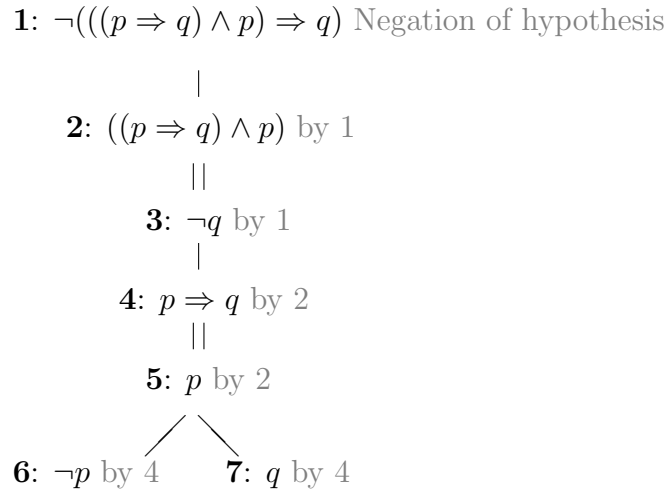 1: ¬(((p ⇒ q) ∧ p) ⇒ q) Negation of hypothesis
2: ((p ⇒ q) ∧ p) by 1
3: ¬q by 1
4: p ⇒ q by 2
5: p by 2
6: ¬p by 4 7: q by 4